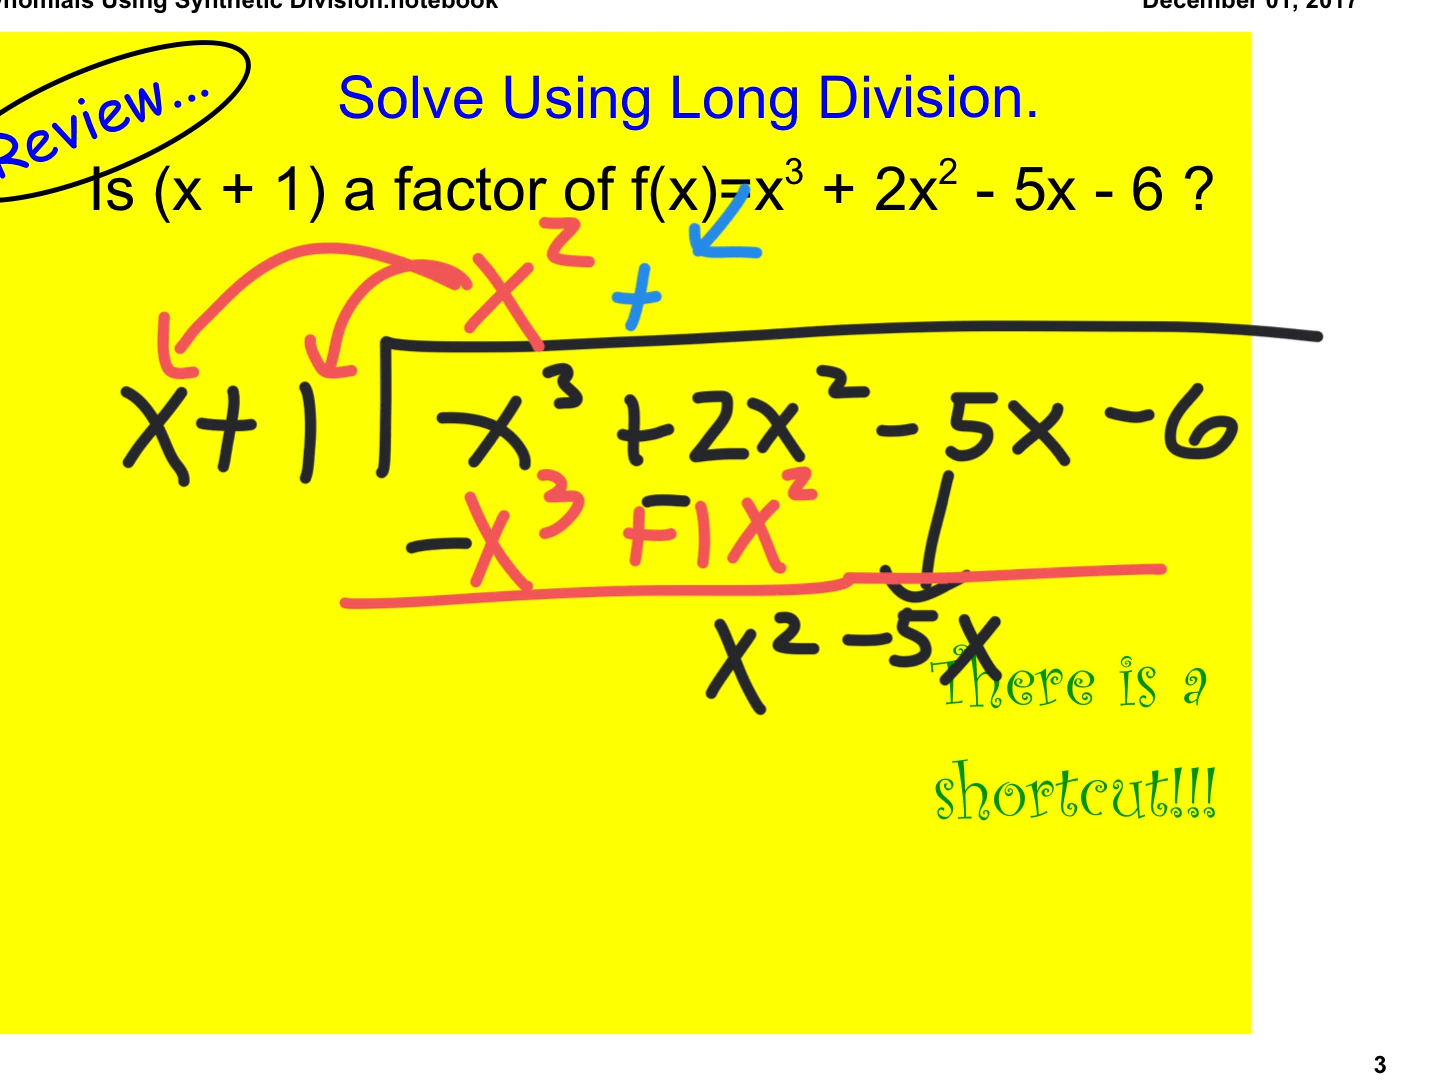 Using Synthetic Division.notebook
December 01, 2017
Review...
Solve Using Long Division.
Is (x + 1) a factor of f(x)=x³ + 2x² - 5x - 6 ?
x² +
x+1 x³ +2x² -5x -6
-x³ +-1x²
x² -5x
There is a
shortcut!!!
3